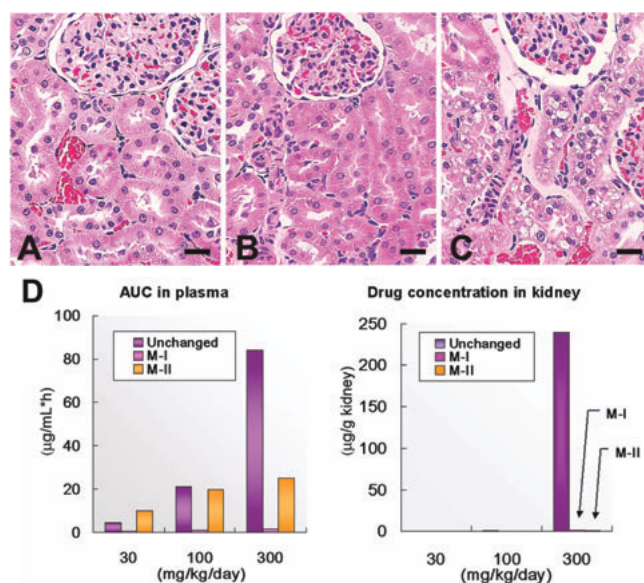 A
B
C
D
AUC in plasma
(µg/mL*h)
100
80
60
40
20
0
Unchanged
M-I
M-II
30
100
300
(mg/kg/day)
Drug concentration in kidney
(µg/g kidney)
250
200
150
100
50
0
Unchanged
M-I
M-II
M-I
M-II
30
100
300
(mg/kg/day)